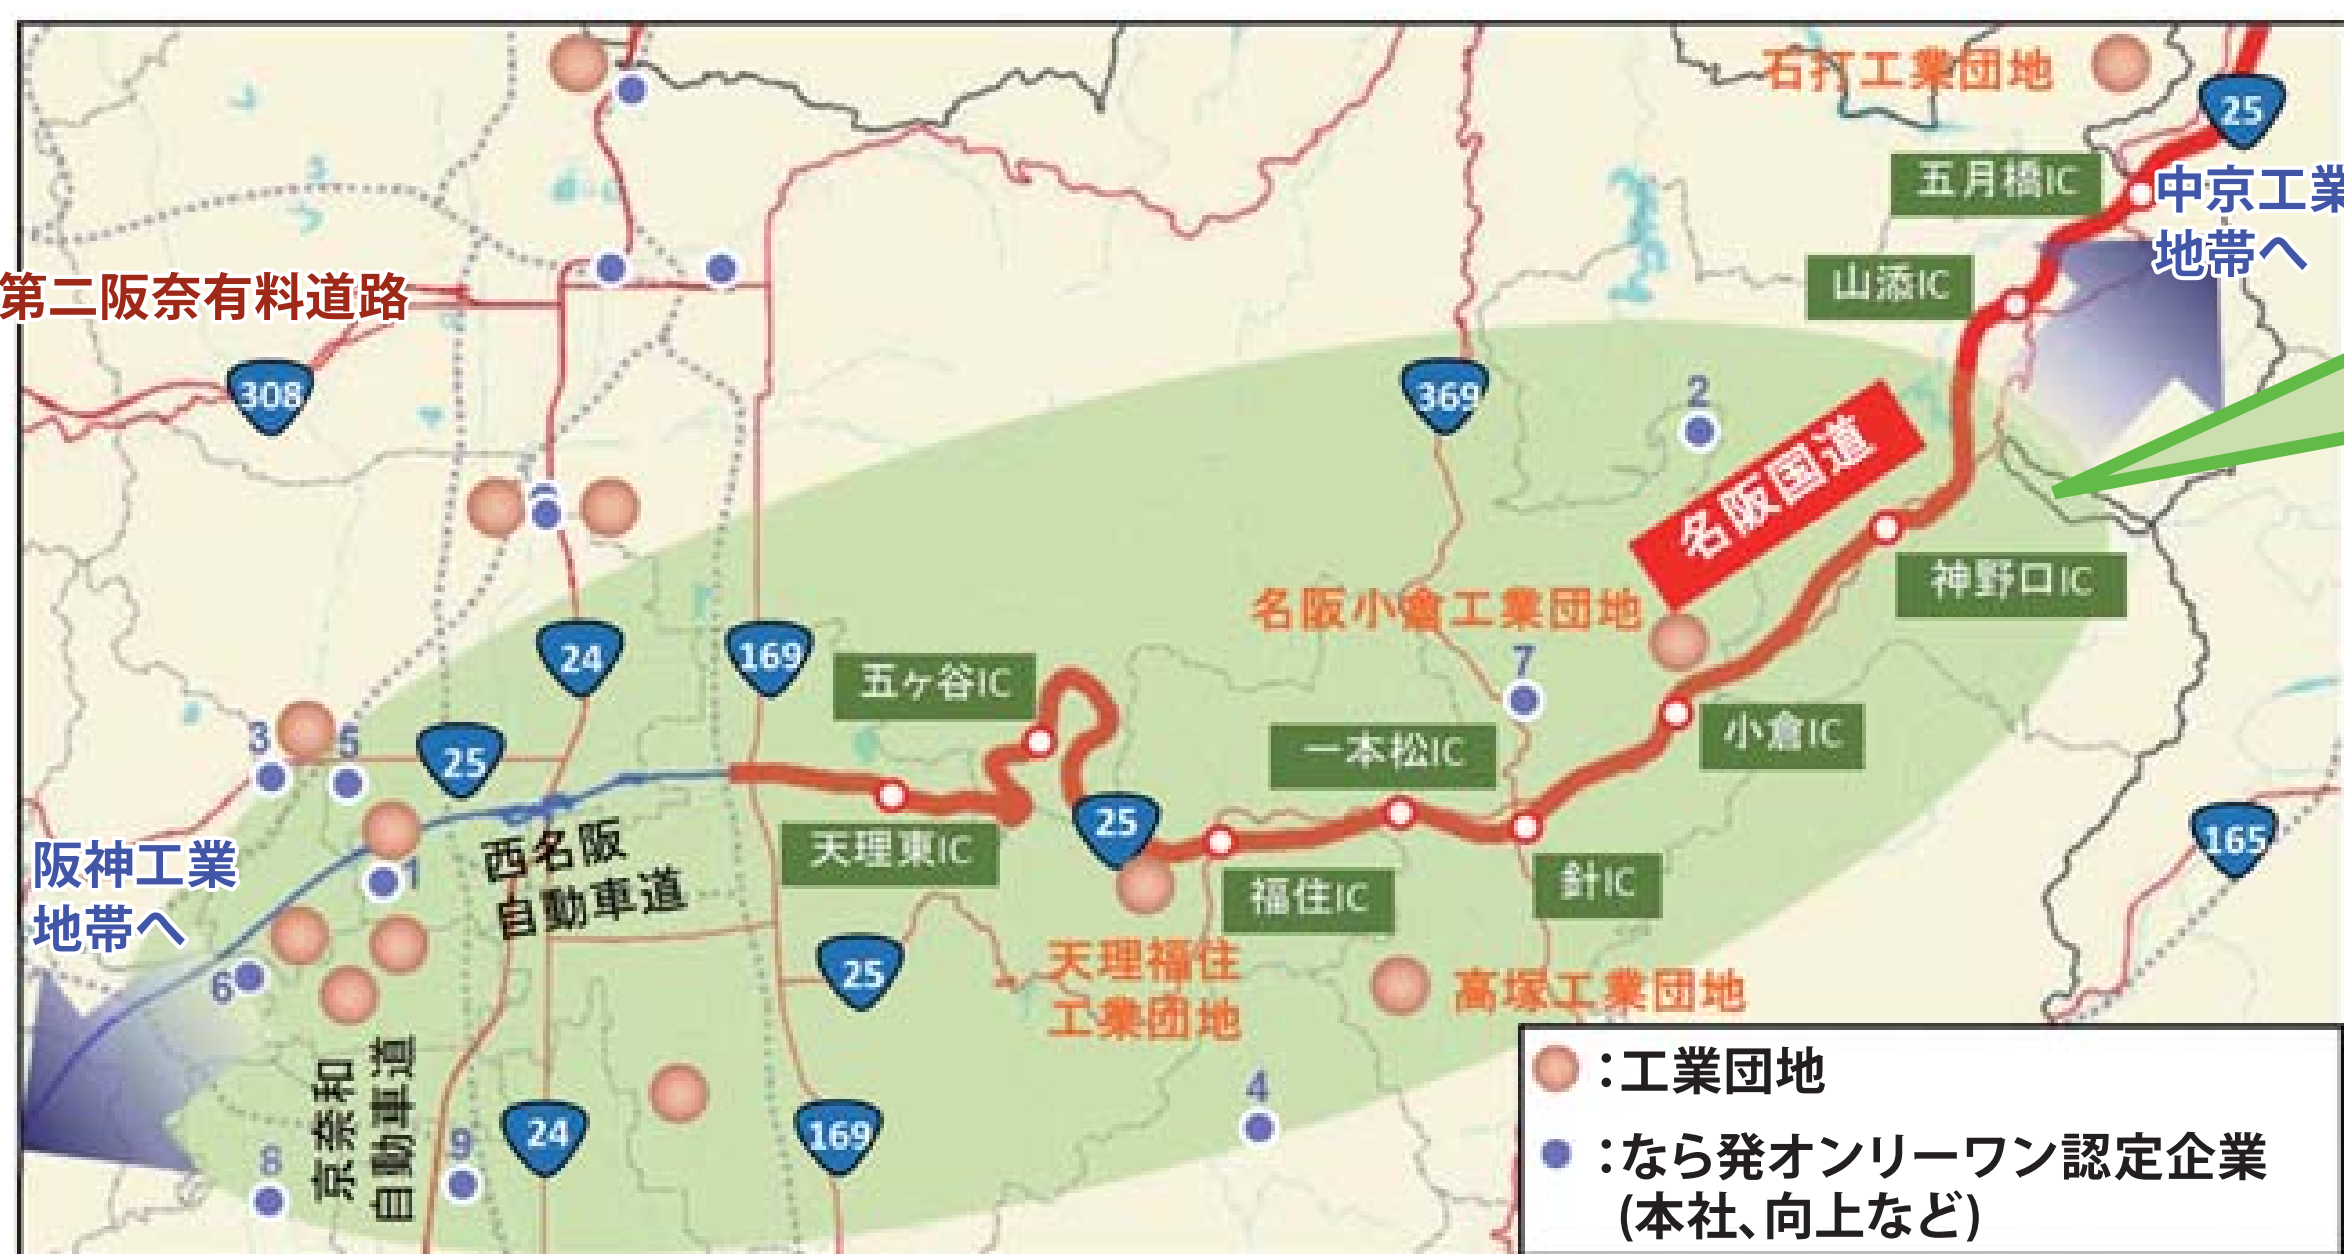 石打工業団地
25
五月橋IC
中京工業
地帯へ
山添IC
第二阪奈有料道路
308
369
2
名阪国道
神野口IC
名阪小倉工業団地
24
169
五ヶ谷IC
7
3
5
25
一本松IC
小倉IC
25
165
阪神工業
地帯へ
1
西名阪
自動車道
天理東IC
福住IC
針IC
6
25
天理福住
工業団地
高塚工業団地
京奈和
自動車道
8
9
24
169
4
：工業団地
：なら発オンリーワン認定企業
(本社、向上など)